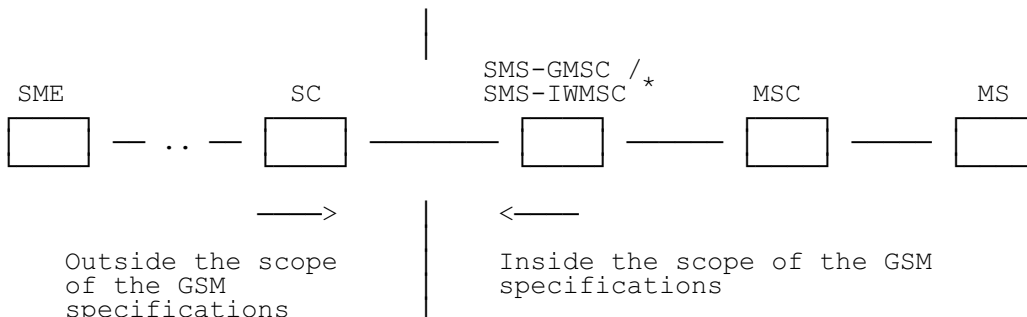 SMS-GMSC /
SME SC SMS-IWMSC * MSC MS
.. 
Outside the scope Inside the scope of the GSM
of the GSM specifications
specifications